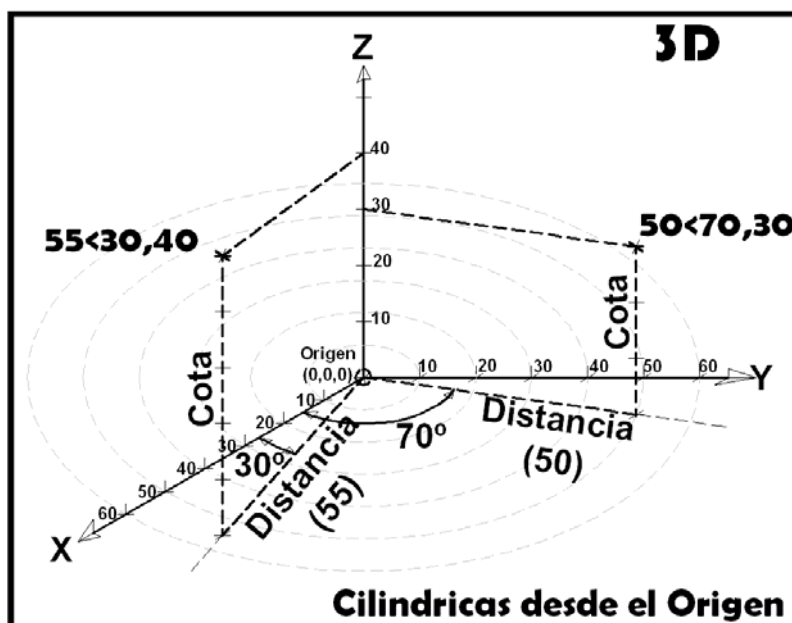 3D
Z
40
30
20
10
55<30,40
50<70,30
Cota
Cota
Origen
(0,0,0)
10
20
30
40
50
60
Y
10
20
30
40
50
60
X
30º
70º
Distancia
(55)
Distancia
(50)
Cilindricas desde el Origen